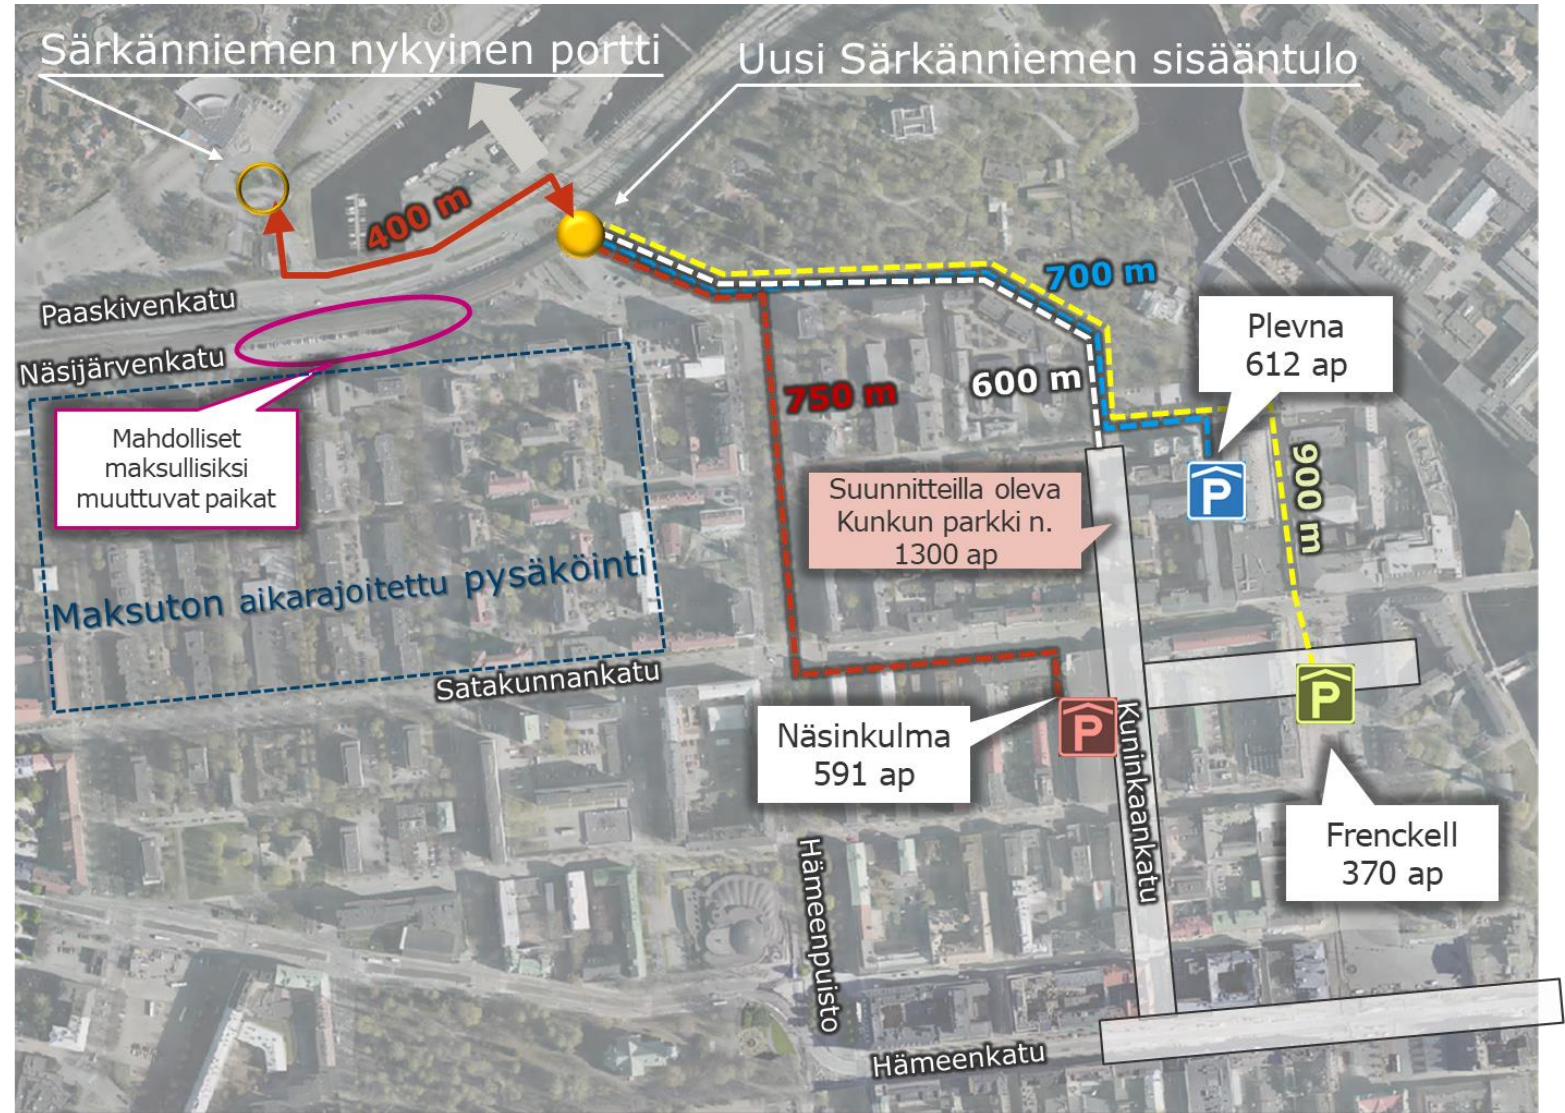 Särkänniemen nykyinen portti
Uusi Särkänniemen sisääntulo
400 m
700 m
Paaskivenkatu
Näsijärvenkatu
Plevna
612 ap
600 m
750 m
Mahdolliset
maksullisiksi
muuttuvat paikat
900 m
P
Suunnitteilla oleva
Kunkun parkki n.
1300 ap
Maksuton aikarajoitettu pysäköinti
Satakunnankatu
P
P
Näsinkulma
591 ap
Kuninkaankatu
Frenckell
370 ap
Hämeenpuisto
Hämeenkatu